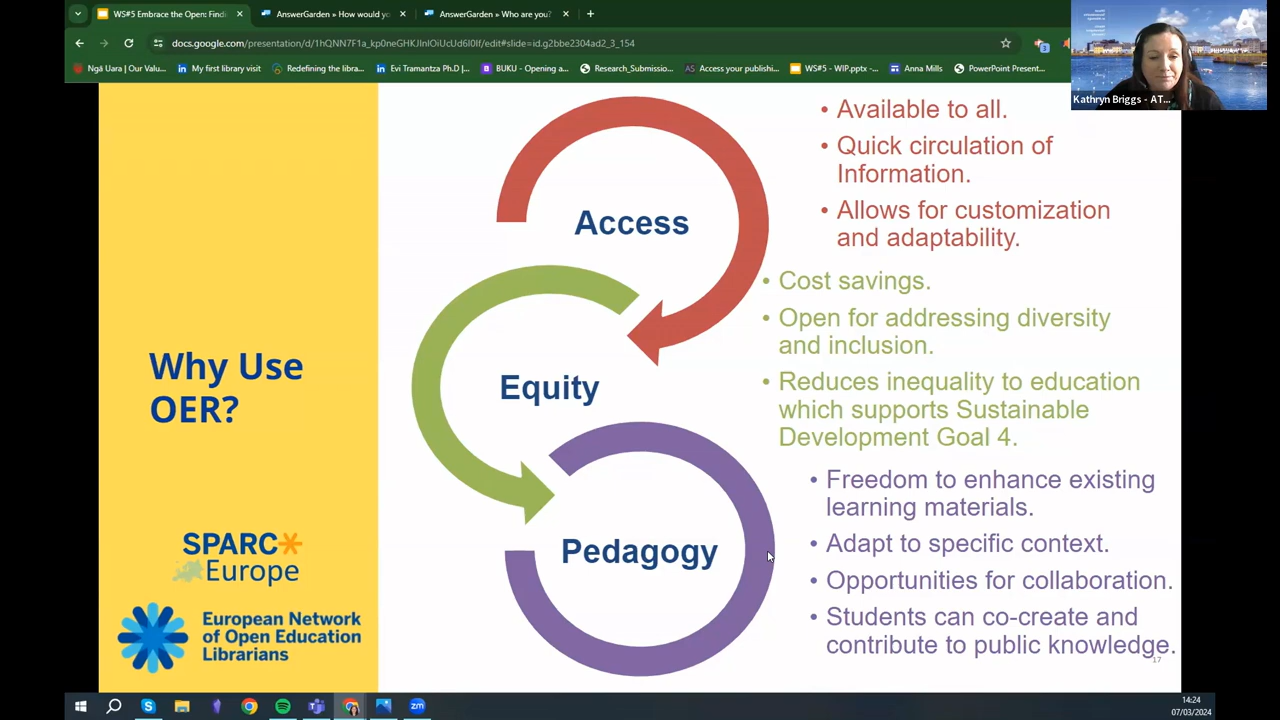 WS#5 Embrace the Open: Findi
AnswerGarden » How would yo
AnswerGarden » Who are you?
docs.google.com/presentation/d/1hQNN7F1a_kp0neGHKJInIOiUcUd6I0lf/edit#slide=id.g2bbe2304ad2_3_154
Ngā Uara | Our Valu...
My first library visit
Redefining the libra...
Evi Tramantza Ph.D |...
BUKU - Opening a...
Research_Submissio...
Access your publishi...
WS#5 - WIP.pptx -...
Anna Mills
PowerPoint Present...
Kathryn Briggs - AT...
Why Use
OER?
SPARC
Europe
European Network
of Open Education
Librarians
Access
• Available to all.
• Quick circulation of
Information.
• Allows for customization
and adaptability.
Equity
• Cost savings.
• Open for addressing diversity
and inclusion.
• Reduces inequality to education
which supports Sustainable
Development Goal 4.
Pedagogy
• Freedom to enhance existing
learning materials.
• Adapt to specific context.
• Opportunities for collaboration.
• Students can co-create and
contribute to public knowledge.
17
14:24
07/03/2024